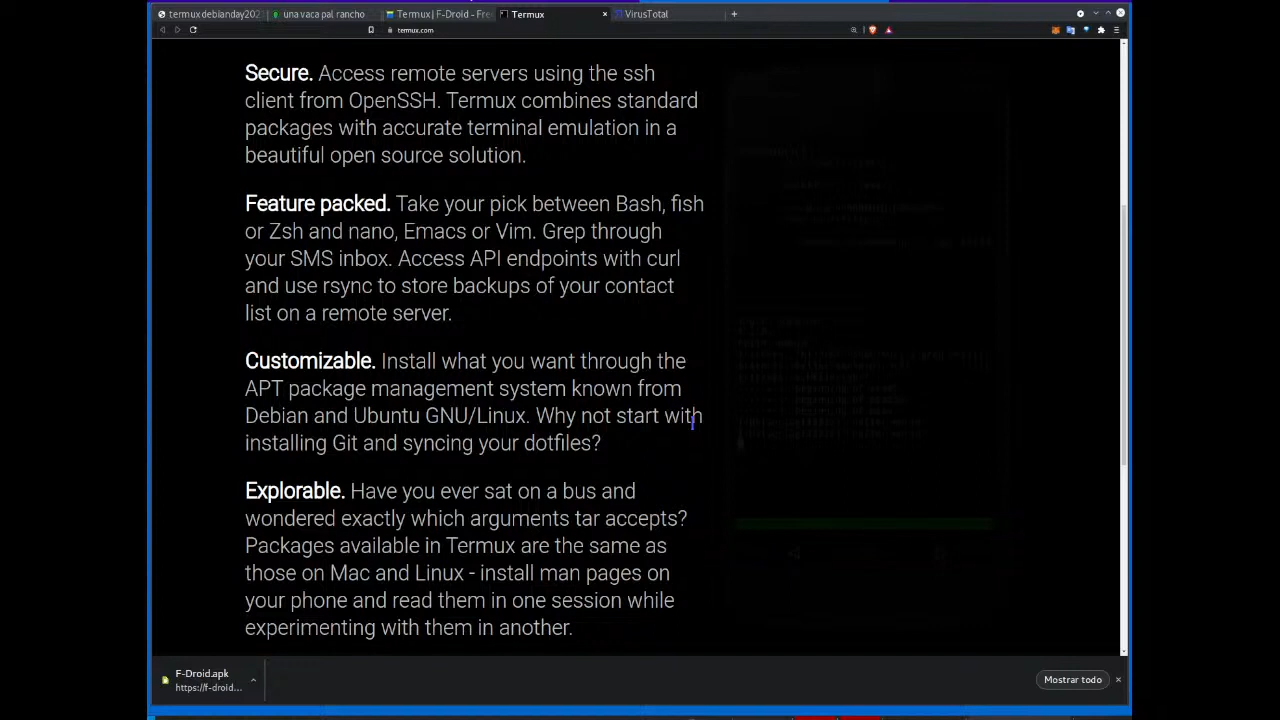 termux debianday202
una vaca pal rancho
Termux | F-Droid - Fre
Termux
VirusTotal
termux.com
Secure. Access remote servers using the ssh
client from OpenSSH. Termux combines standard
packages with accurate terminal emulation in a
beautiful open source solution.
Feature packed. Take your pick between Bash, fish
or Zsh and nano, Emacs or Vim. Grep through
your SMS inbox. Access API endpoints with curl
and use rsync to store backups of your contact
list on a remote server.
Customizable. Install what you want through the
APT package management system known from
Debian and Ubuntu GNU/Linux. Why not start with
installing Git and syncing your dotfiles?
Explorable. Have you ever sat on a bus and
wondered exactly which arguments tar accepts?
Packages available in Termux are the same as
those on Mac and Linux - install man pages on
your phone and read them in one session while
experimenting with them in another.
F-Droid.apk
https://f-droid...
Mostrar todo